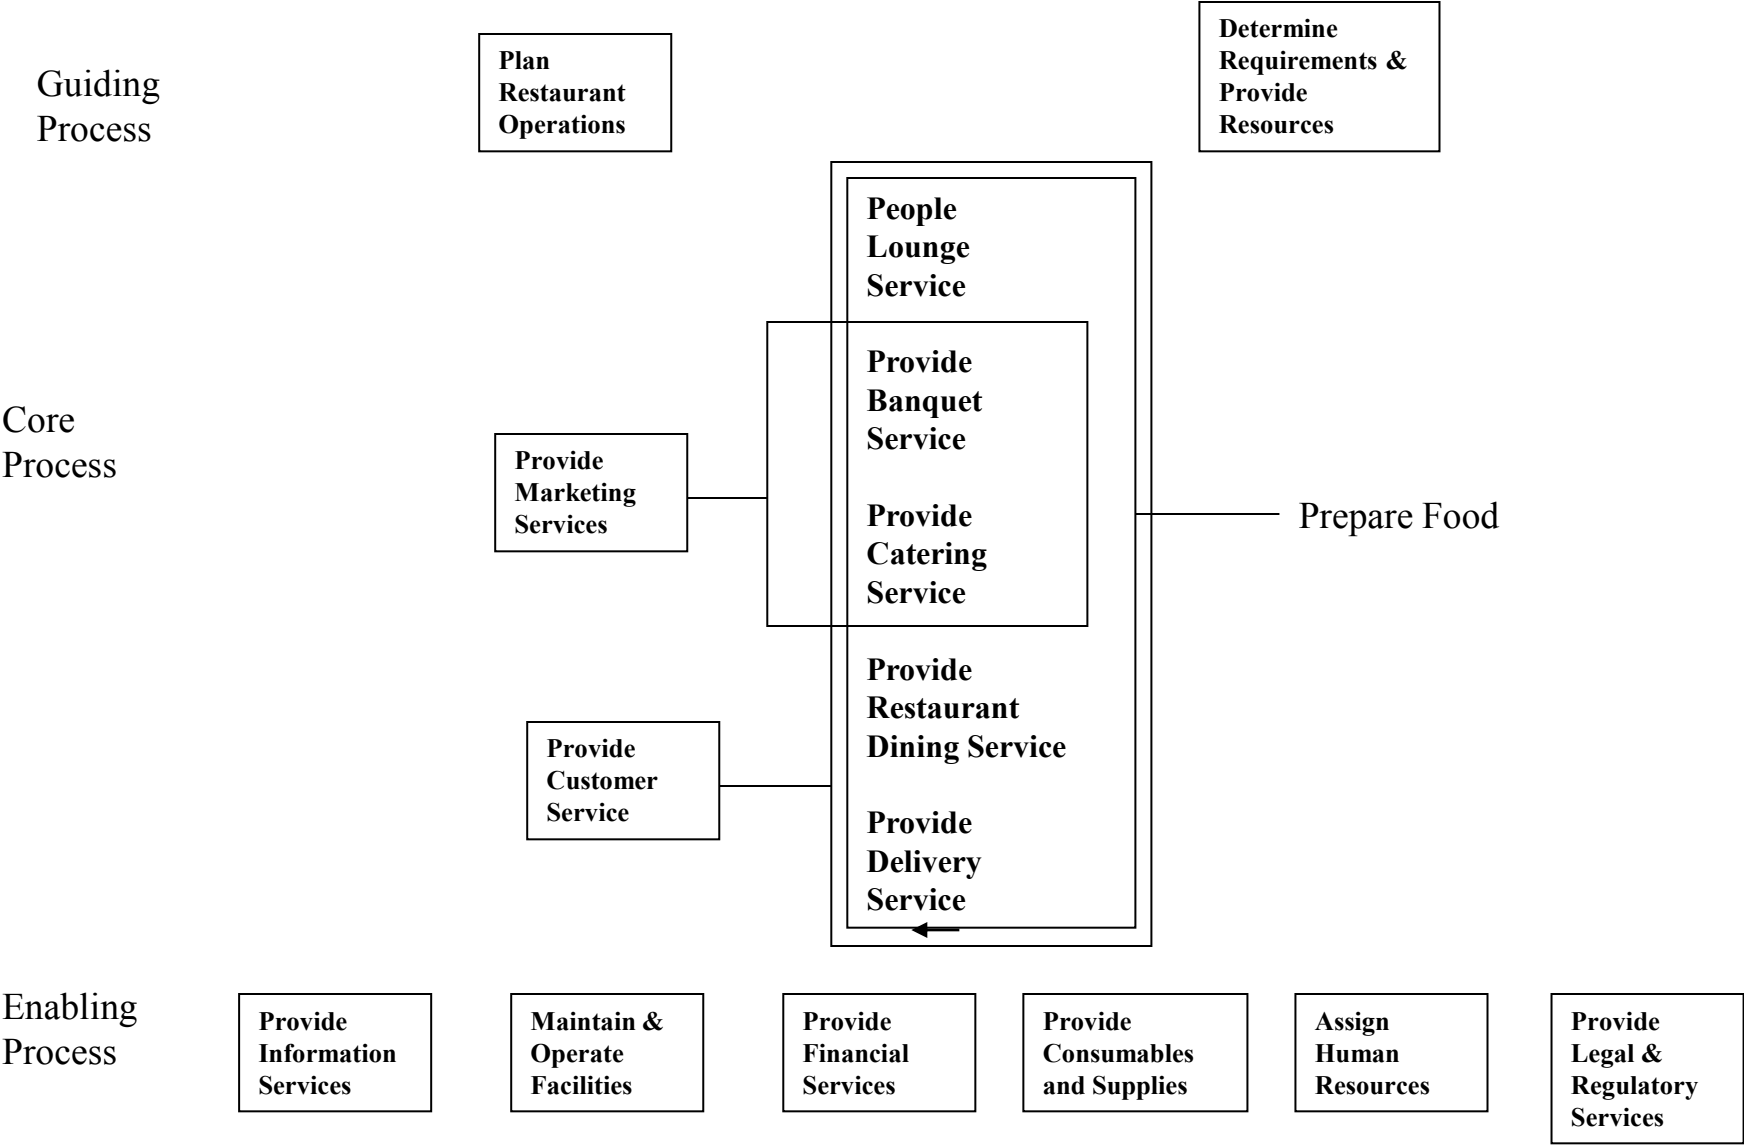 Guiding
Process
Plan
Restaurant
Operations
Determine
Requirements &
Provide
Resources
Core
Process
Provide
Marketing
Services
Provide
Customer
Service
People
Lounge
Service
Provide
Banquet
Service
Provide
Catering
Service
Provide
Restaurant
Dining Service
Provide
Delivery
Service
Prepare Food
Enabling
Process
Provide
Information
Services
Maintain &
Operate
Facilities
Provide
Financial
Services
Provide
Consumables
and Supplies
Assign
Human
Resources
Provide
Legal &
Regulatory
Services